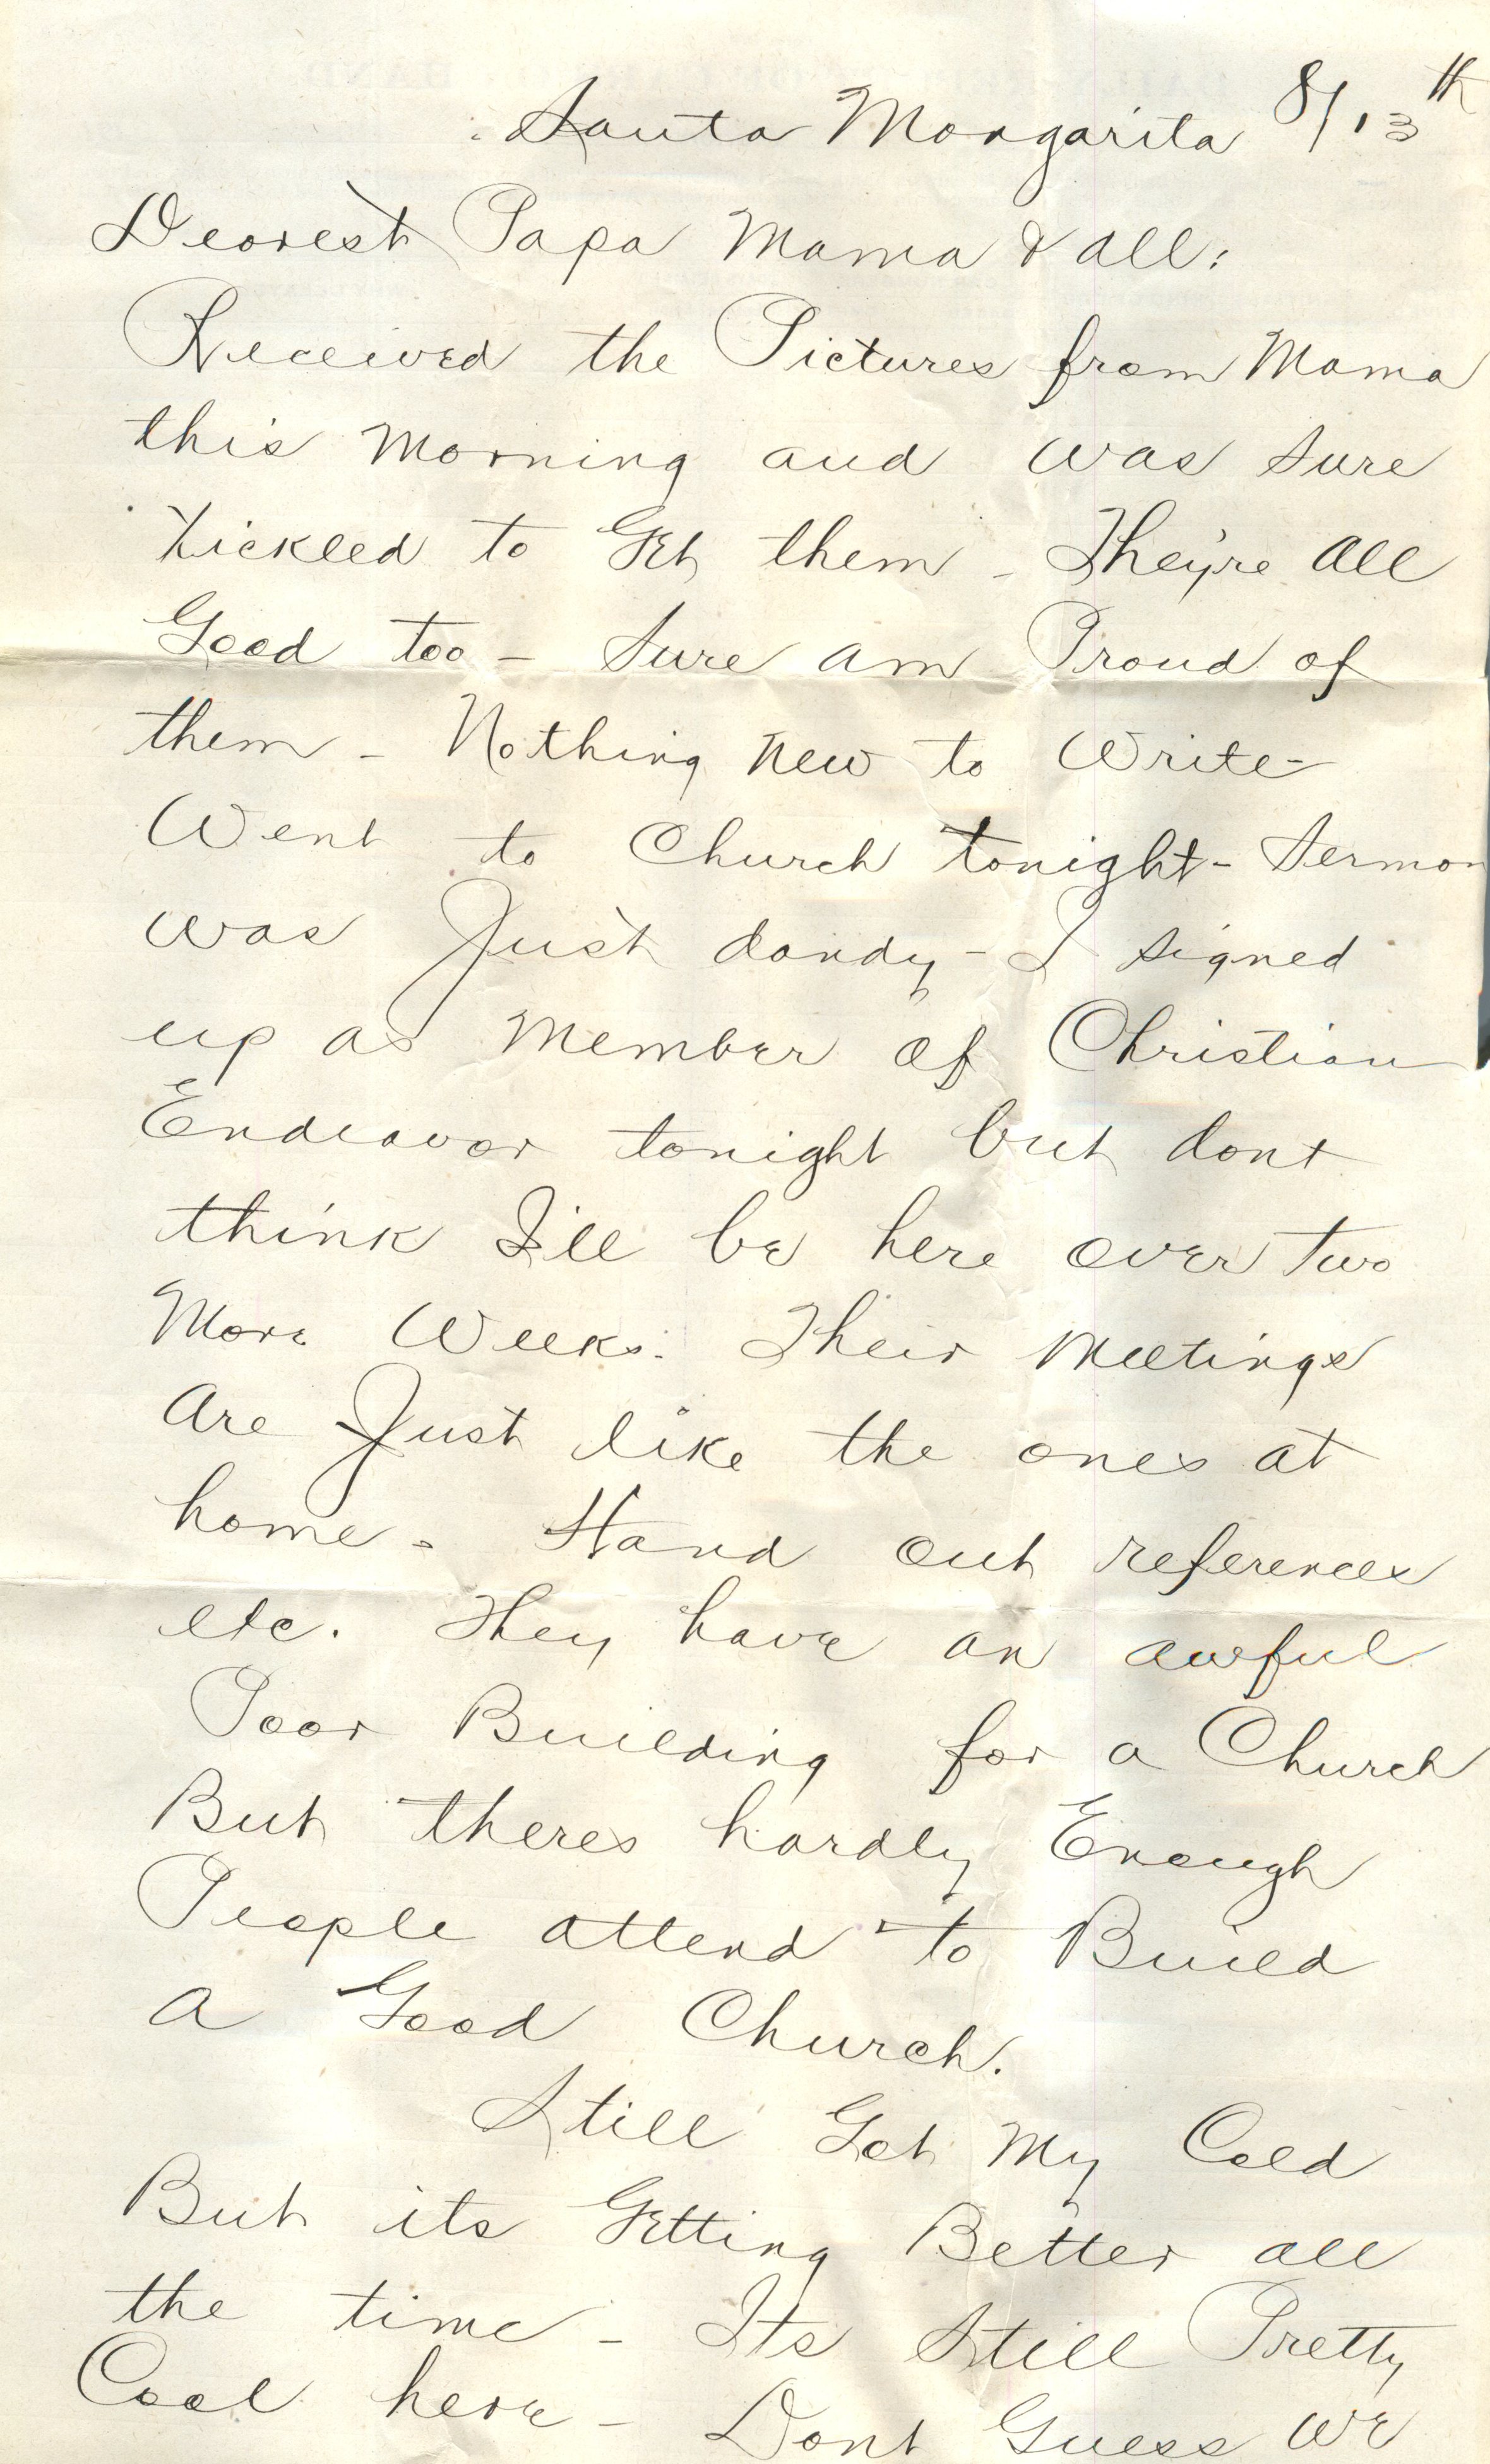 Santa Margarita 8/13th
Dearest Papa Mama & all:
Received the Pictures from Mama
this Morning and was sure
tickled to Get them - They're all
Good too - Sure am Proud of
them - Nothing New to Write -
Went to Church tonight - Sermon
was Just dandy - I signed
up as Member of Christian
Endeavor tonight but dont
think I'll be here over two
More Weeks. Their Meetings
Are Just like the ones at
home - Hand out references
etc. They have an awful
Poor Building for a Church
But theres hardly Enough
People attend to Build
a Good Church.
Still Got My Cold
But its Getting Better all
the time - Its Still Pretty
Cool here - Dont Guess we